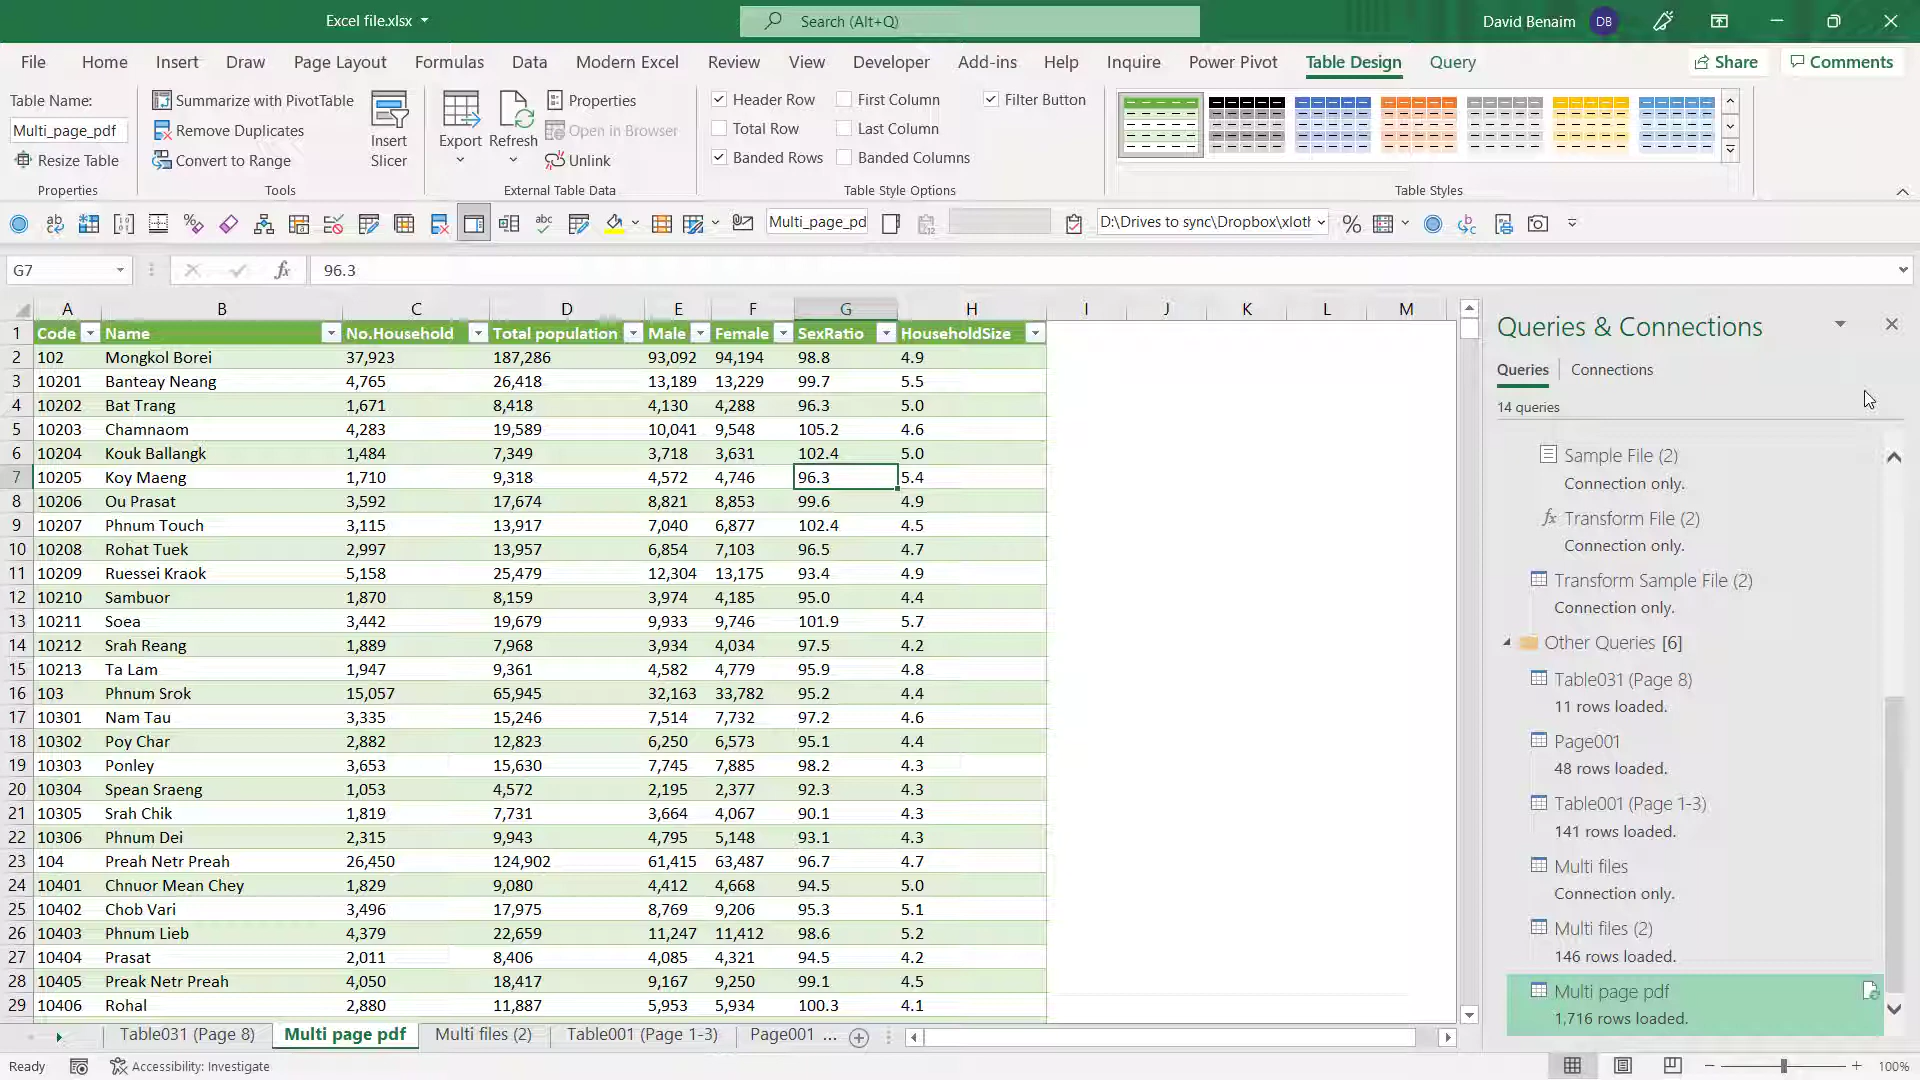 Excel file.xlsx
Search (Alt+Q)
David Benaim DB
File Home Insert Draw Page Layout Formulas Data Modern Excel Review View Developer Add-ins Help Inquire Power Pivot Table Design Query Share Comments
Table Name:
Multi_page_pdf
Resize Table
Properties
Summarize with PivotTable
Remove Duplicates
Convert to Range
Tools
Insert
Slicer
Export
Refresh
Properties
Open in Browser
Unlink
External Table Data
Header Row First Column Filter Button
Total Row Last Column
Banded Rows Banded Columns
Table Style Options
Table Styles
Multi_page_pd
D:\Drives to sync\Dropbox\xloth
G7
fx 96.3
A B C D E F G H I J K L M
1 Code Name No.Household Total population Male Female SexRatio HouseholdSize
2 102 Mongkol Borei 37,923 187,286 93,092 94,194 98.8 4.9
3 10201 Banteay Neang 4,765 26,418 13,189 13,229 99.7 5.5
4 10202 Bat Trang 1,671 8,418 4,130 4,288 96.3 5.0
5 10203 Chamnaom 4,283 19,589 10,041 9,548 105.2 4.6
6 10204 Kouk Ballangk 1,484 7,349 3,718 3,631 102.4 5.0
7 10205 Koy Maeng 1,710 9,318 4,572 4,746 96.3 5.4
8 10206 Ou Prasat 3,592 17,674 8,821 8,853 99.6 4.9
9 10207 Phnum Touch 3,115 13,917 7,040 6,877 102.4 4.5
10 10208 Rohat Tuek 2,997 13,957 6,854 7,103 96.5 4.7
11 10209 Ruessei Kraok 5,158 25,479 12,304 13,175 93.4 4.9
12 10210 Sambuor 1,870 8,159 3,974 4,185 95.0 4.4
13 10211 Soea 3,442 19,679 9,933 9,746 101.9 5.7
14 10212 Srah Reang 1,889 7,968 3,934 4,034 97.5 4.2
15 10213 Ta Lam 1,947 9,361 4,582 4,779 95.9 4.8
16 103 Phnum Srok 15,057 65,945 32,163 33,782 95.2 4.4
17 10301 Nam Tau 3,335 15,246 7,514 7,732 97.2 4.6
18 10302 Poy Char 2,882 12,823 6,250 6,573 95.1 4.4
19 10303 Ponley 3,653 15,630 7,745 7,885 98.2 4.3
20 10304 Spean Sraeng 1,053 4,572 2,195 2,377 92.3 4.3
21 10305 Srah Chik 1,819 7,731 3,664 4,067 90.1 4.3
22 10306 Phnum Dei 2,315 9,943 4,795 5,148 93.1 4.3
23 104 Preah Netr Preah 26,450 124,902 61,415 63,487 96.7 4.7
24 10401 Chnuor Mean Chey 1,829 9,080 4,412 4,668 94.5 5.0
25 10402 Chob Vari 3,496 17,975 8,769 9,206 95.3 5.1
26 10403 Phnum Lieb 4,379 22,659 11,247 11,412 98.6 5.2
27 10404 Prasat 2,011 8,406 4,085 4,321 94.5 4.2
28 10405 Preak Netr Preah 4,050 18,417 9,167 9,250 99.1 4.5
29 10406 Rohal 2,880 11,887 5,953 5,934 100.3 4.1
Queries & Connections
Queries Connections
14 queries
Sample File (2)
Connection only.
fx Transform File (2)
Connection only.
Transform Sample File (2)
Connection only.
Other Queries [6]
Table031 (Page 8)
11 rows loaded.
Page001
48 rows loaded.
Table001 (Page 1-3)
141 rows loaded.
Multi files
Connection only.
Multi files (2)
146 rows loaded.
Multi page pdf
1,716 rows loaded.
Table031 (Page 8) Multi page pdf Multi files (2) Table001 (Page 1-3) Page001 ...
Ready Accessibility: Investigate 100%